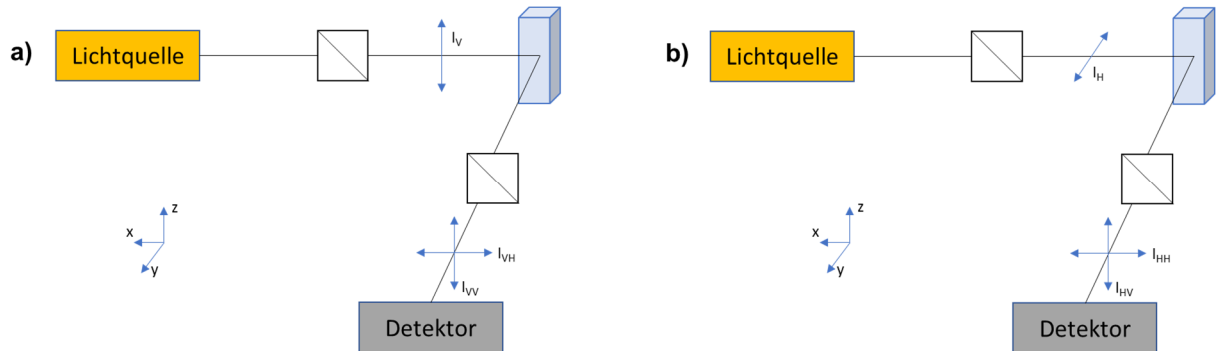 a)
Lichtquelle
I_V
z
x
y
I_VH
I_VV
Detektor
b)
Lichtquelle
I_H
z
x
y
I_HH
I_HV
Detektor